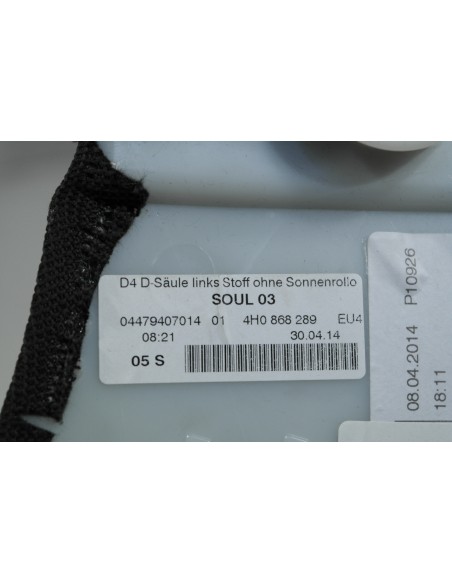 D4 D-Säule links Stoff ohne Sonnenrollo
SOUL 03
04479407014 01 4H0 868 289 EU4
08:21 30.04.14
05 S
08.04.2014 P10926
18:11